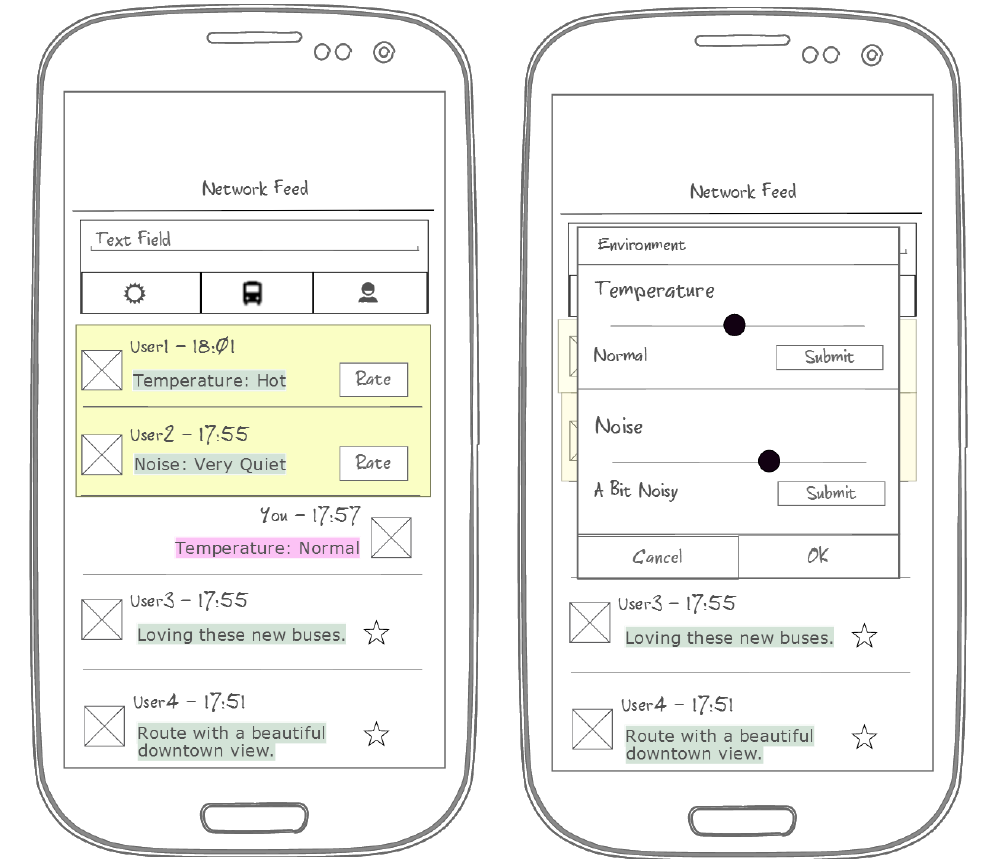 Network Feed
Text Field
User1 - 18:01
Temperature: Hot
Rate
User2 - 17:55
Noise: Very Quiet
Rate
You - 17:57
Temperature: Normal
User3 - 17:55
Loving these new buses.
User4 - 17:51
Route with a beautiful
downtown view.
Network Feed
Environment
Temperature
Normal
Submit
Noise
A Bit Noisy
Submit
Cancel
OK
User3 - 17:55
Loving these new buses.
User4 - 17:51
Route with a beautiful
downtown view.